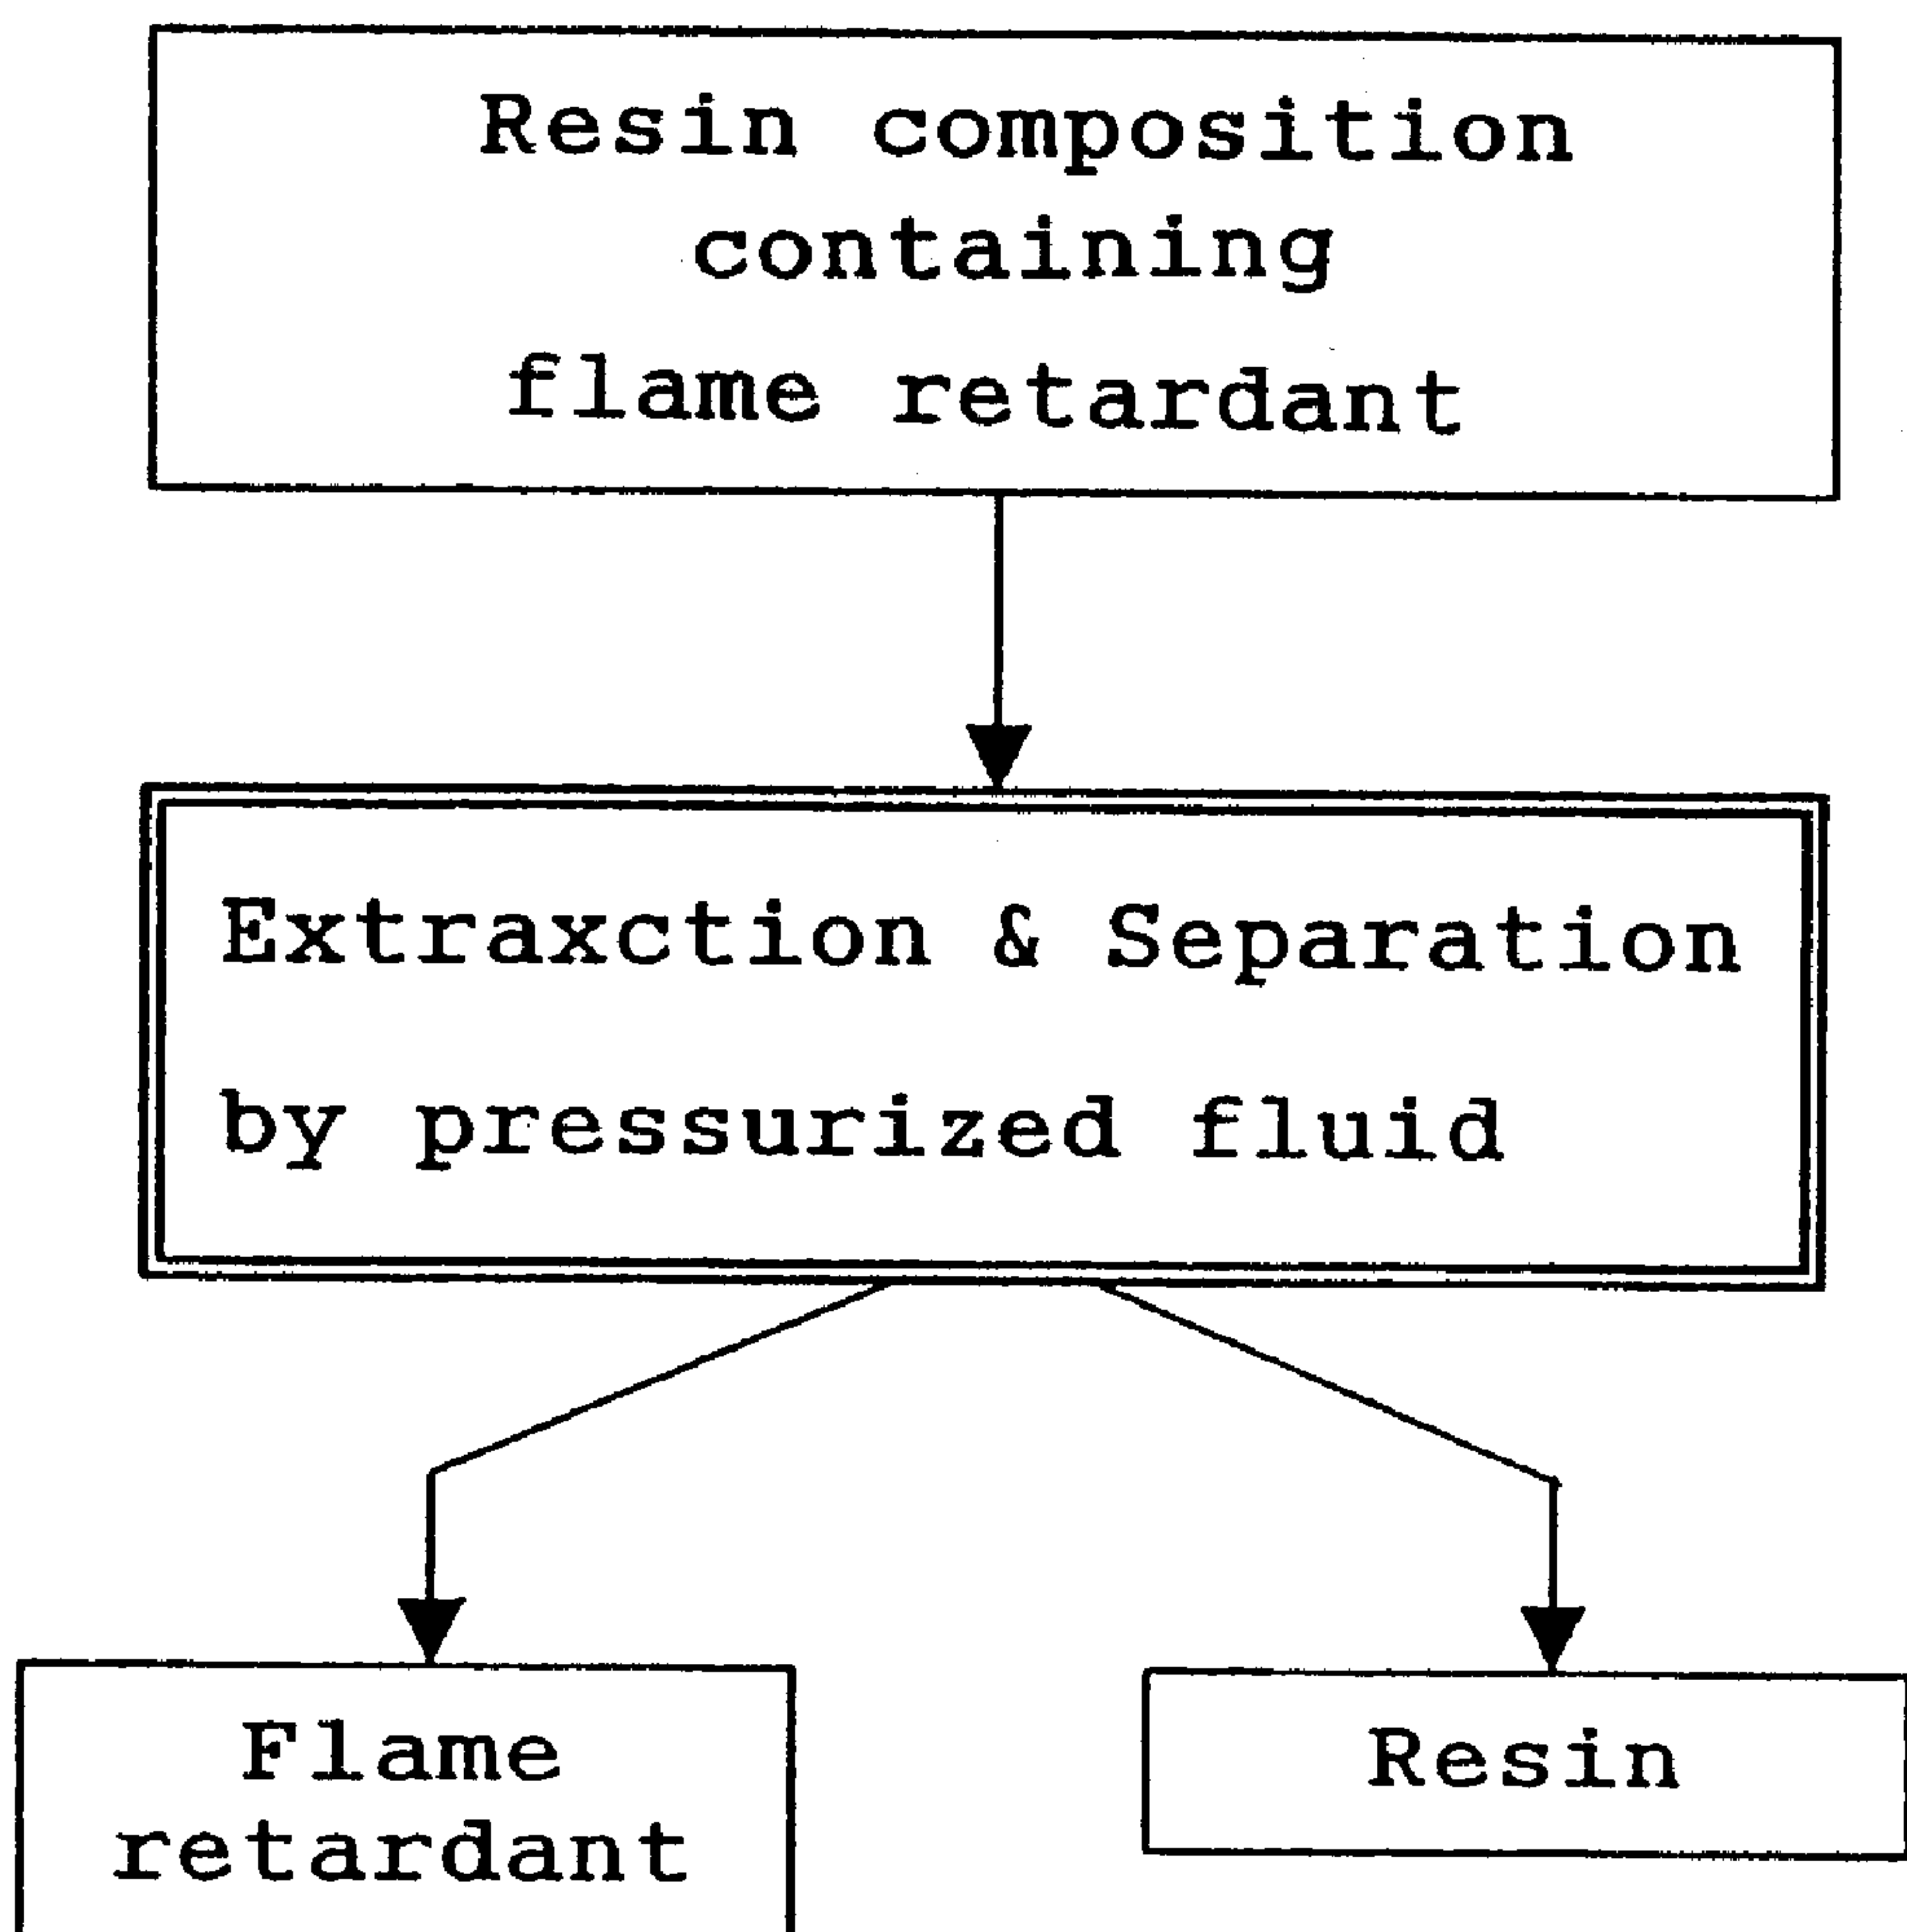 Resin composition
containing
flame retardant
Extraxction & Separation
by pressurized fluid
Flame
retardant
Resin